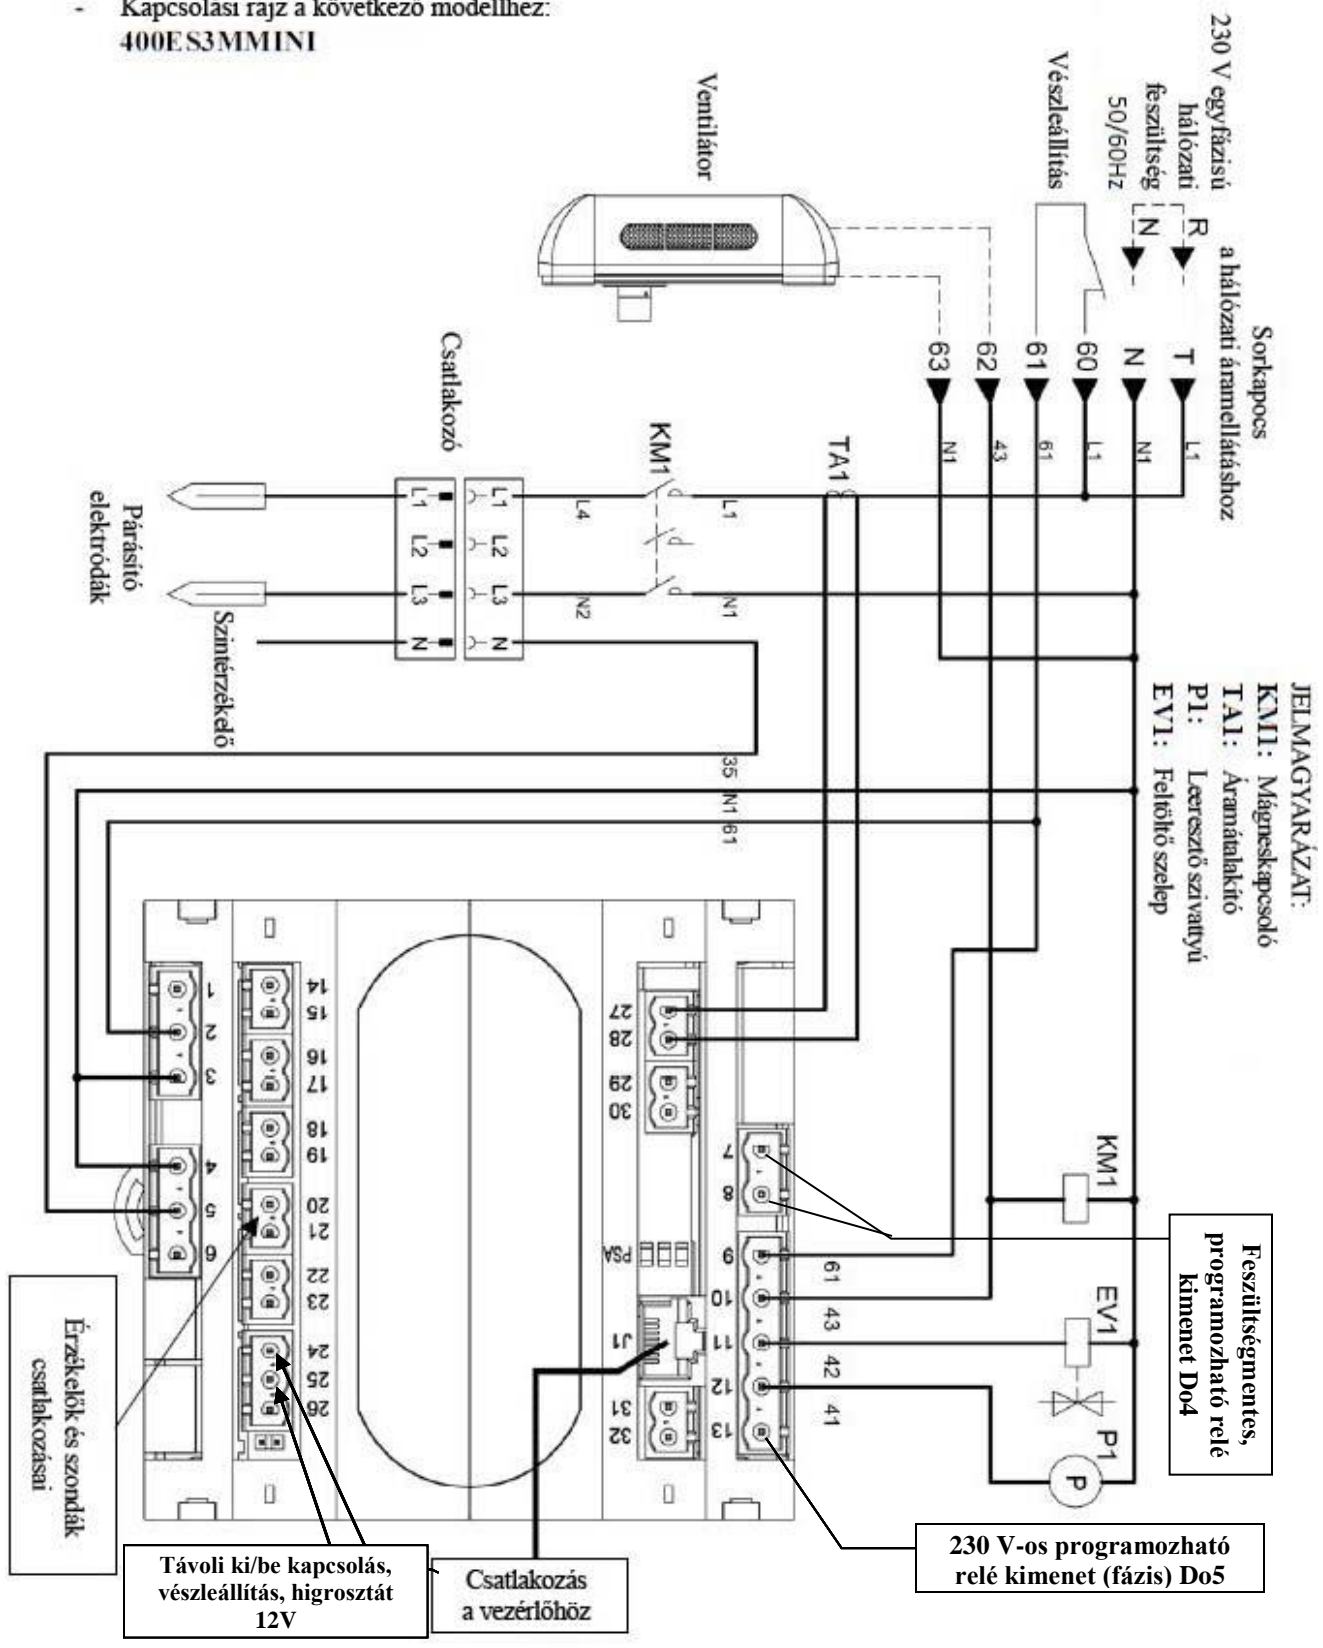 - Kapcsolási rajz a következő modellhez:
400ES3MMINI
230 V egyfázisú
hálózati
feszültség
50/60Hz
R
N
Vészleállítás
Ventilátor
Sorkapocs
a hálózati áramellátáshoz
T
N
60
61
62
63
L1
N1
L1
61
43
N1
TA1
KM1
L1
N1
L4
N2
Csatlakozó
L1
L2
L3
N
L1
L2
L3
N
Párásító
elektródák
Szintérzékelő
JELMAGYARÁZAT:
KM1: Mágneskapcsoló
TA1: Áramátalakító
P1: Leeresztő szivattyú
EV1: Feltöltő szelep
35
N1
61
1
2
3
4
5
6
14
15
16
17
18
19
20
21
22
23
24
25
26
27
28
29
30
PSA
J1
31
32
7
8
9
10
11
12
13
61
43
42
41
KM1
EV1
P1
P
Feszültségmentes,
programozható relé
kimenet Do4
230 V-os programozható
relé kimenet (fázis) Do5
Érzékelők és szondák
csatlakozásai
Távoli ki/be kapcsolás,
vészleállítás, higrosztát
12V
Csatlakozás
a vezérlőhöz